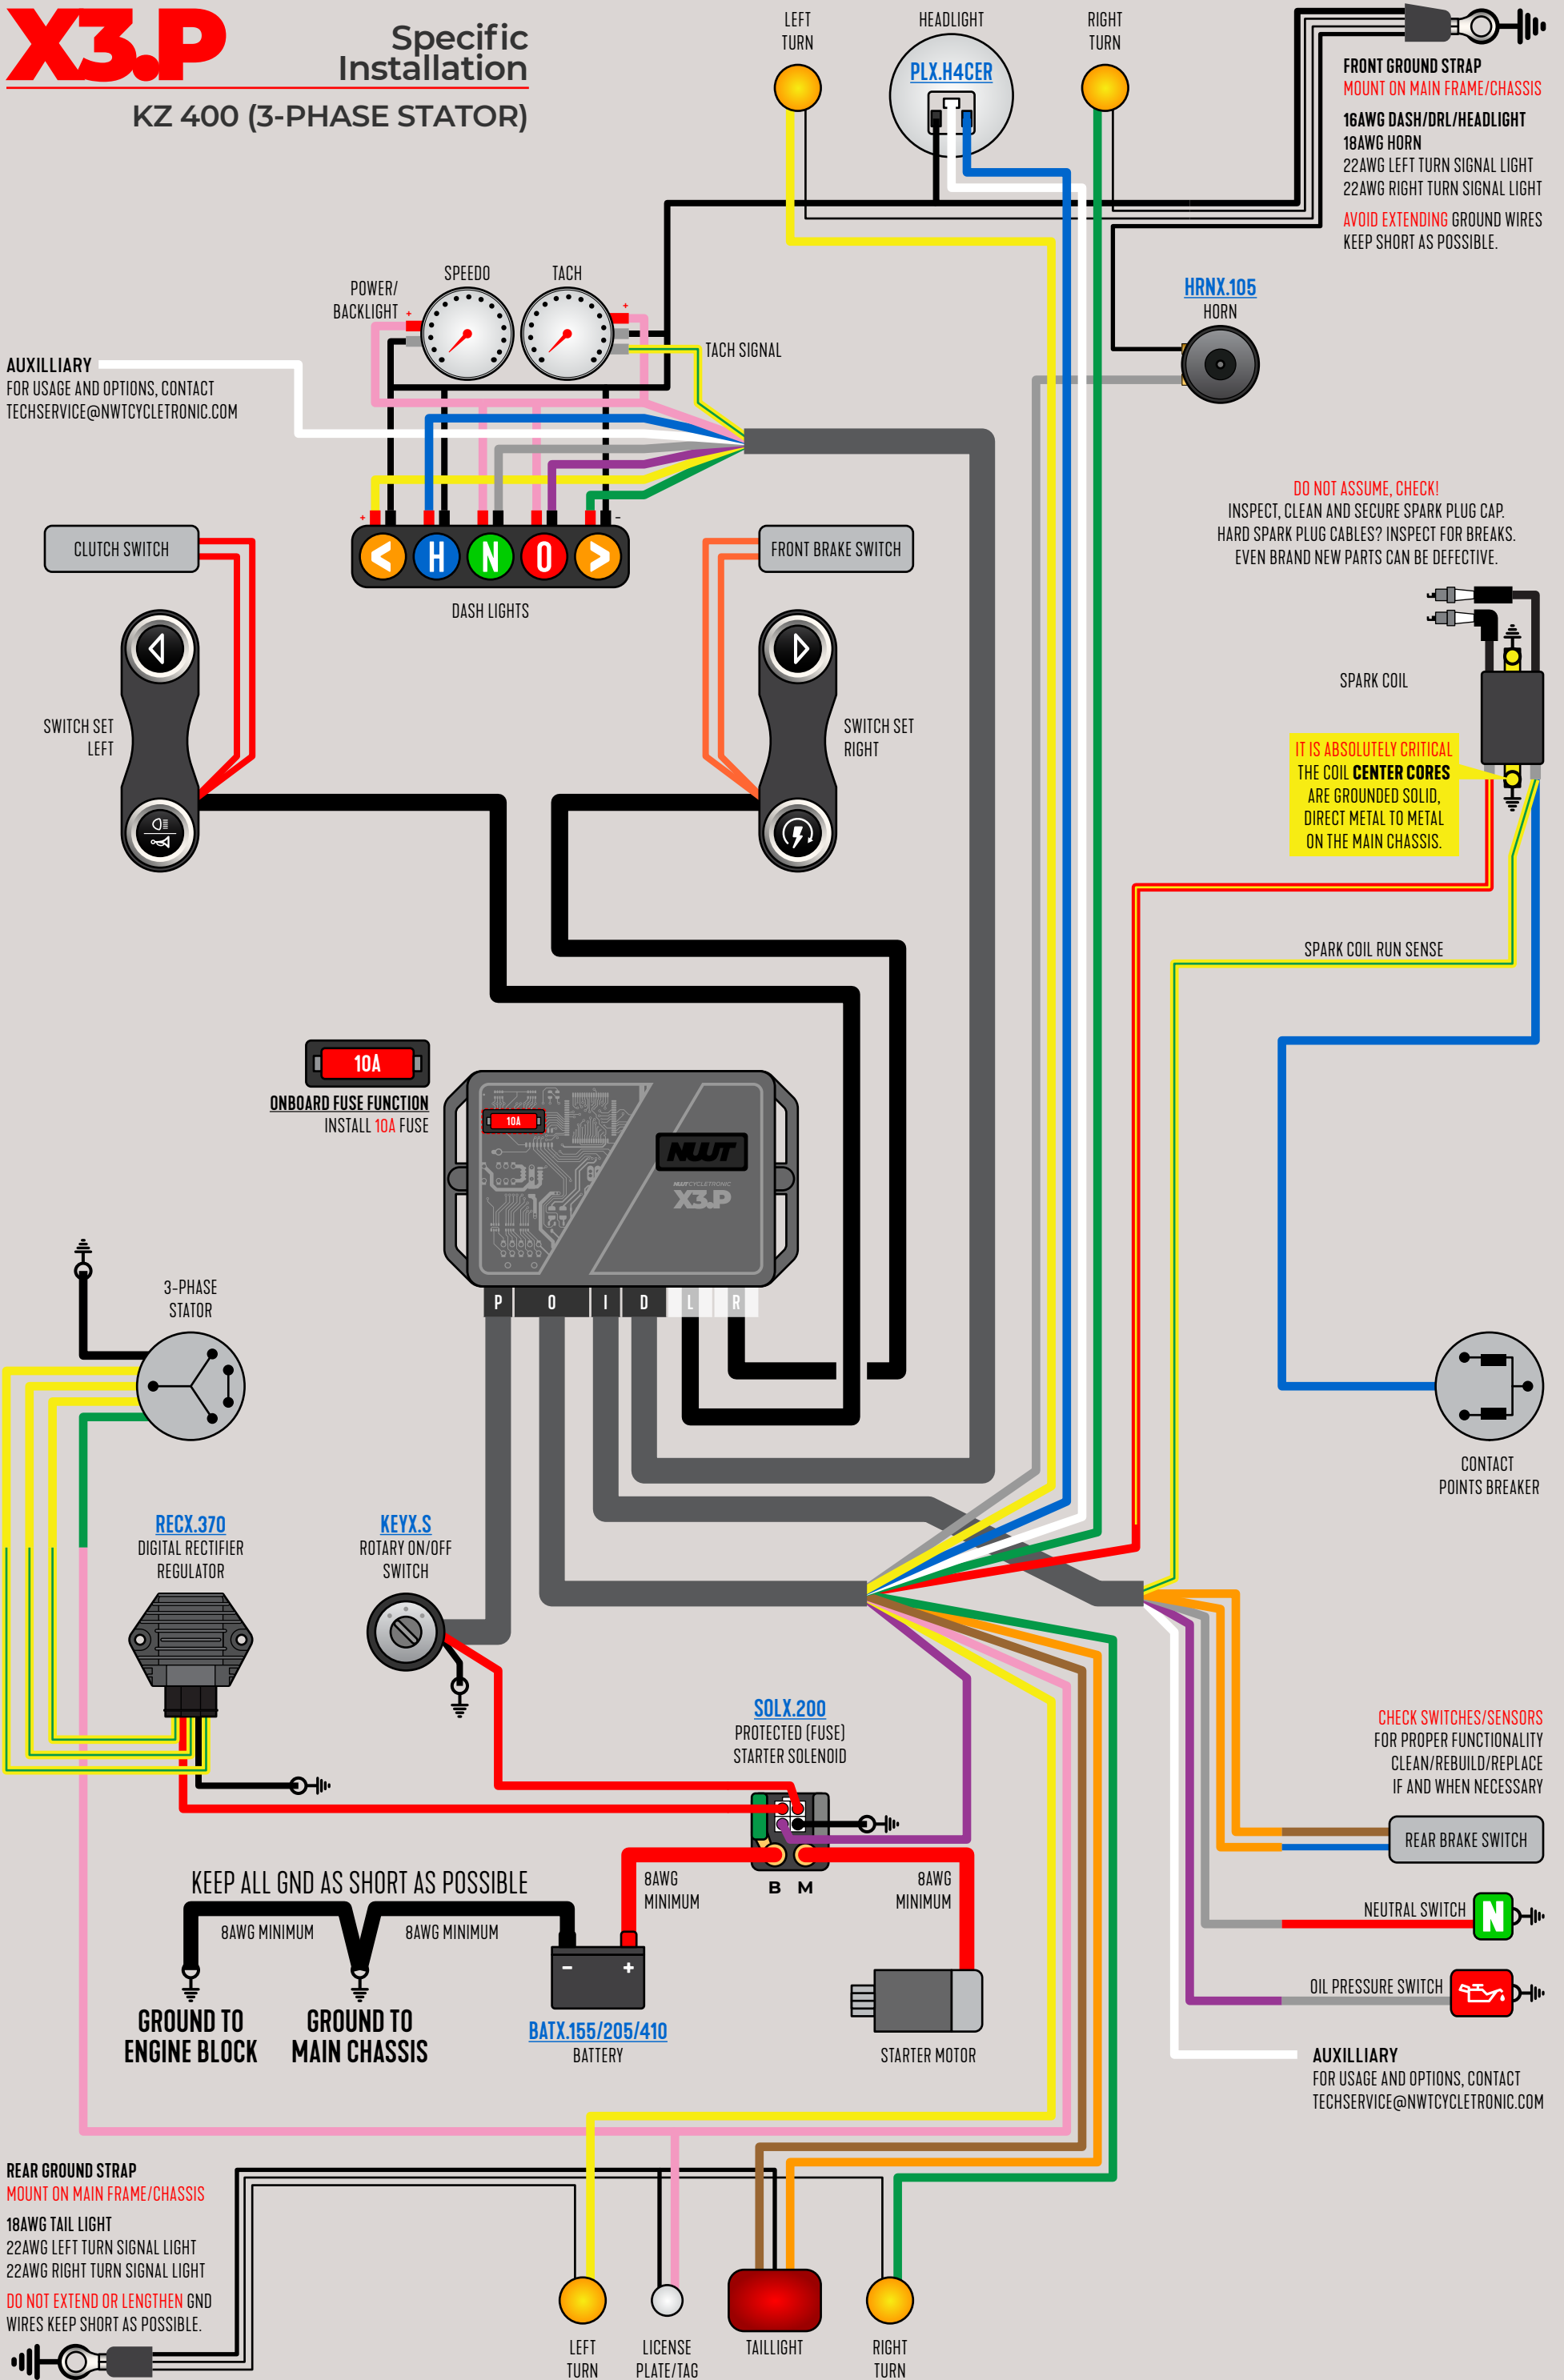 X3.P
Specific
Installation
KZ 400 (3-PHASE STATOR)
LEFT
TURN
HEADLIGHT
PLX.H4CER
RIGHT
TURN
FRONT GROUND STRAP
MOUNT ON MAIN FRAME/CHASSIS
16AWG DASH/DRL/HEADLIGHT
18AWG HORN
22AWG LEFT TURN SIGNAL LIGHT
22AWG RIGHT TURN SIGNAL LIGHT
AVOID EXTENDING GROUND WIRES
KEEP SHORT AS POSSIBLE.
SPEEDO
TACH
POWER/
BACKLIGHT
+
+
TACH SIGNAL
HRNX.105
HORN
AUXILLIARY
FOR USAGE AND OPTIONS, CONTACT
TECHSERVICE@NWTCYCLETRONIC.COM
+
-
< H N O >
DASH LIGHTS
CLUTCH SWITCH
FRONT BRAKE SWITCH
DO NOT ASSUME, CHECK!
INSPECT, CLEAN AND SECURE SPARK PLUG CAP.
HARD SPARK PLUG CABLES? INSPECT FOR BREAKS.
EVEN BRAND NEW PARTS CAN BE DEFECTIVE.
SPARK COIL
SWITCH SET
LEFT
SWITCH SET
RIGHT
IT IS ABSOLUTELY CRITICAL
THE COIL CENTER CORES
ARE GROUNDED SOLID,
DIRECT METAL TO METAL
ON THE MAIN CHASSIS.
SPARK COIL RUN SENSE
10A
ONBOARD FUSE FUNCTION
INSTALL 10A FUSE
10A
NWT
NWT CYCLETRONIC
X3.P
P O I D L R
3-PHASE
STATOR
CONTACT
POINTS BREAKER
RECX.370
DIGITAL RECTIFIER
REGULATOR
KEYX.S
ROTARY ON/OFF
SWITCH
SOLX.200
PROTECTED (FUSE)
STARTER SOLENOID
B M
CHECK SWITCHES/SENSORS
FOR PROPER FUNCTIONALITY
CLEAN/REBUILD/REPLACE
IF AND WHEN NECESSARY
REAR BRAKE SWITCH
NEUTRAL SWITCH
N
OIL PRESSURE SWITCH
AUXILLIARY
FOR USAGE AND OPTIONS, CONTACT
TECHSERVICE@NWTCYCLETRONIC.COM
KEEP ALL GND AS SHORT AS POSSIBLE
8AWG MINIMUM
8AWG MINIMUM
8AWG
MINIMUM
8AWG
MINIMUM
- +
GROUND TO
ENGINE BLOCK
GROUND TO
MAIN CHASSIS
BATX.155/205/410
BATTERY
STARTER MOTOR
REAR GROUND STRAP
MOUNT ON MAIN FRAME/CHASSIS
18AWG TAIL LIGHT
22AWG LEFT TURN SIGNAL LIGHT
22AWG RIGHT TURN SIGNAL LIGHT
DO NOT EXTEND OR LENGTHEN GND
WIRES KEEP SHORT AS POSSIBLE.
LEFT
TURN
LICENSE
PLATE/TAG
TAILLIGHT
RIGHT
TURN